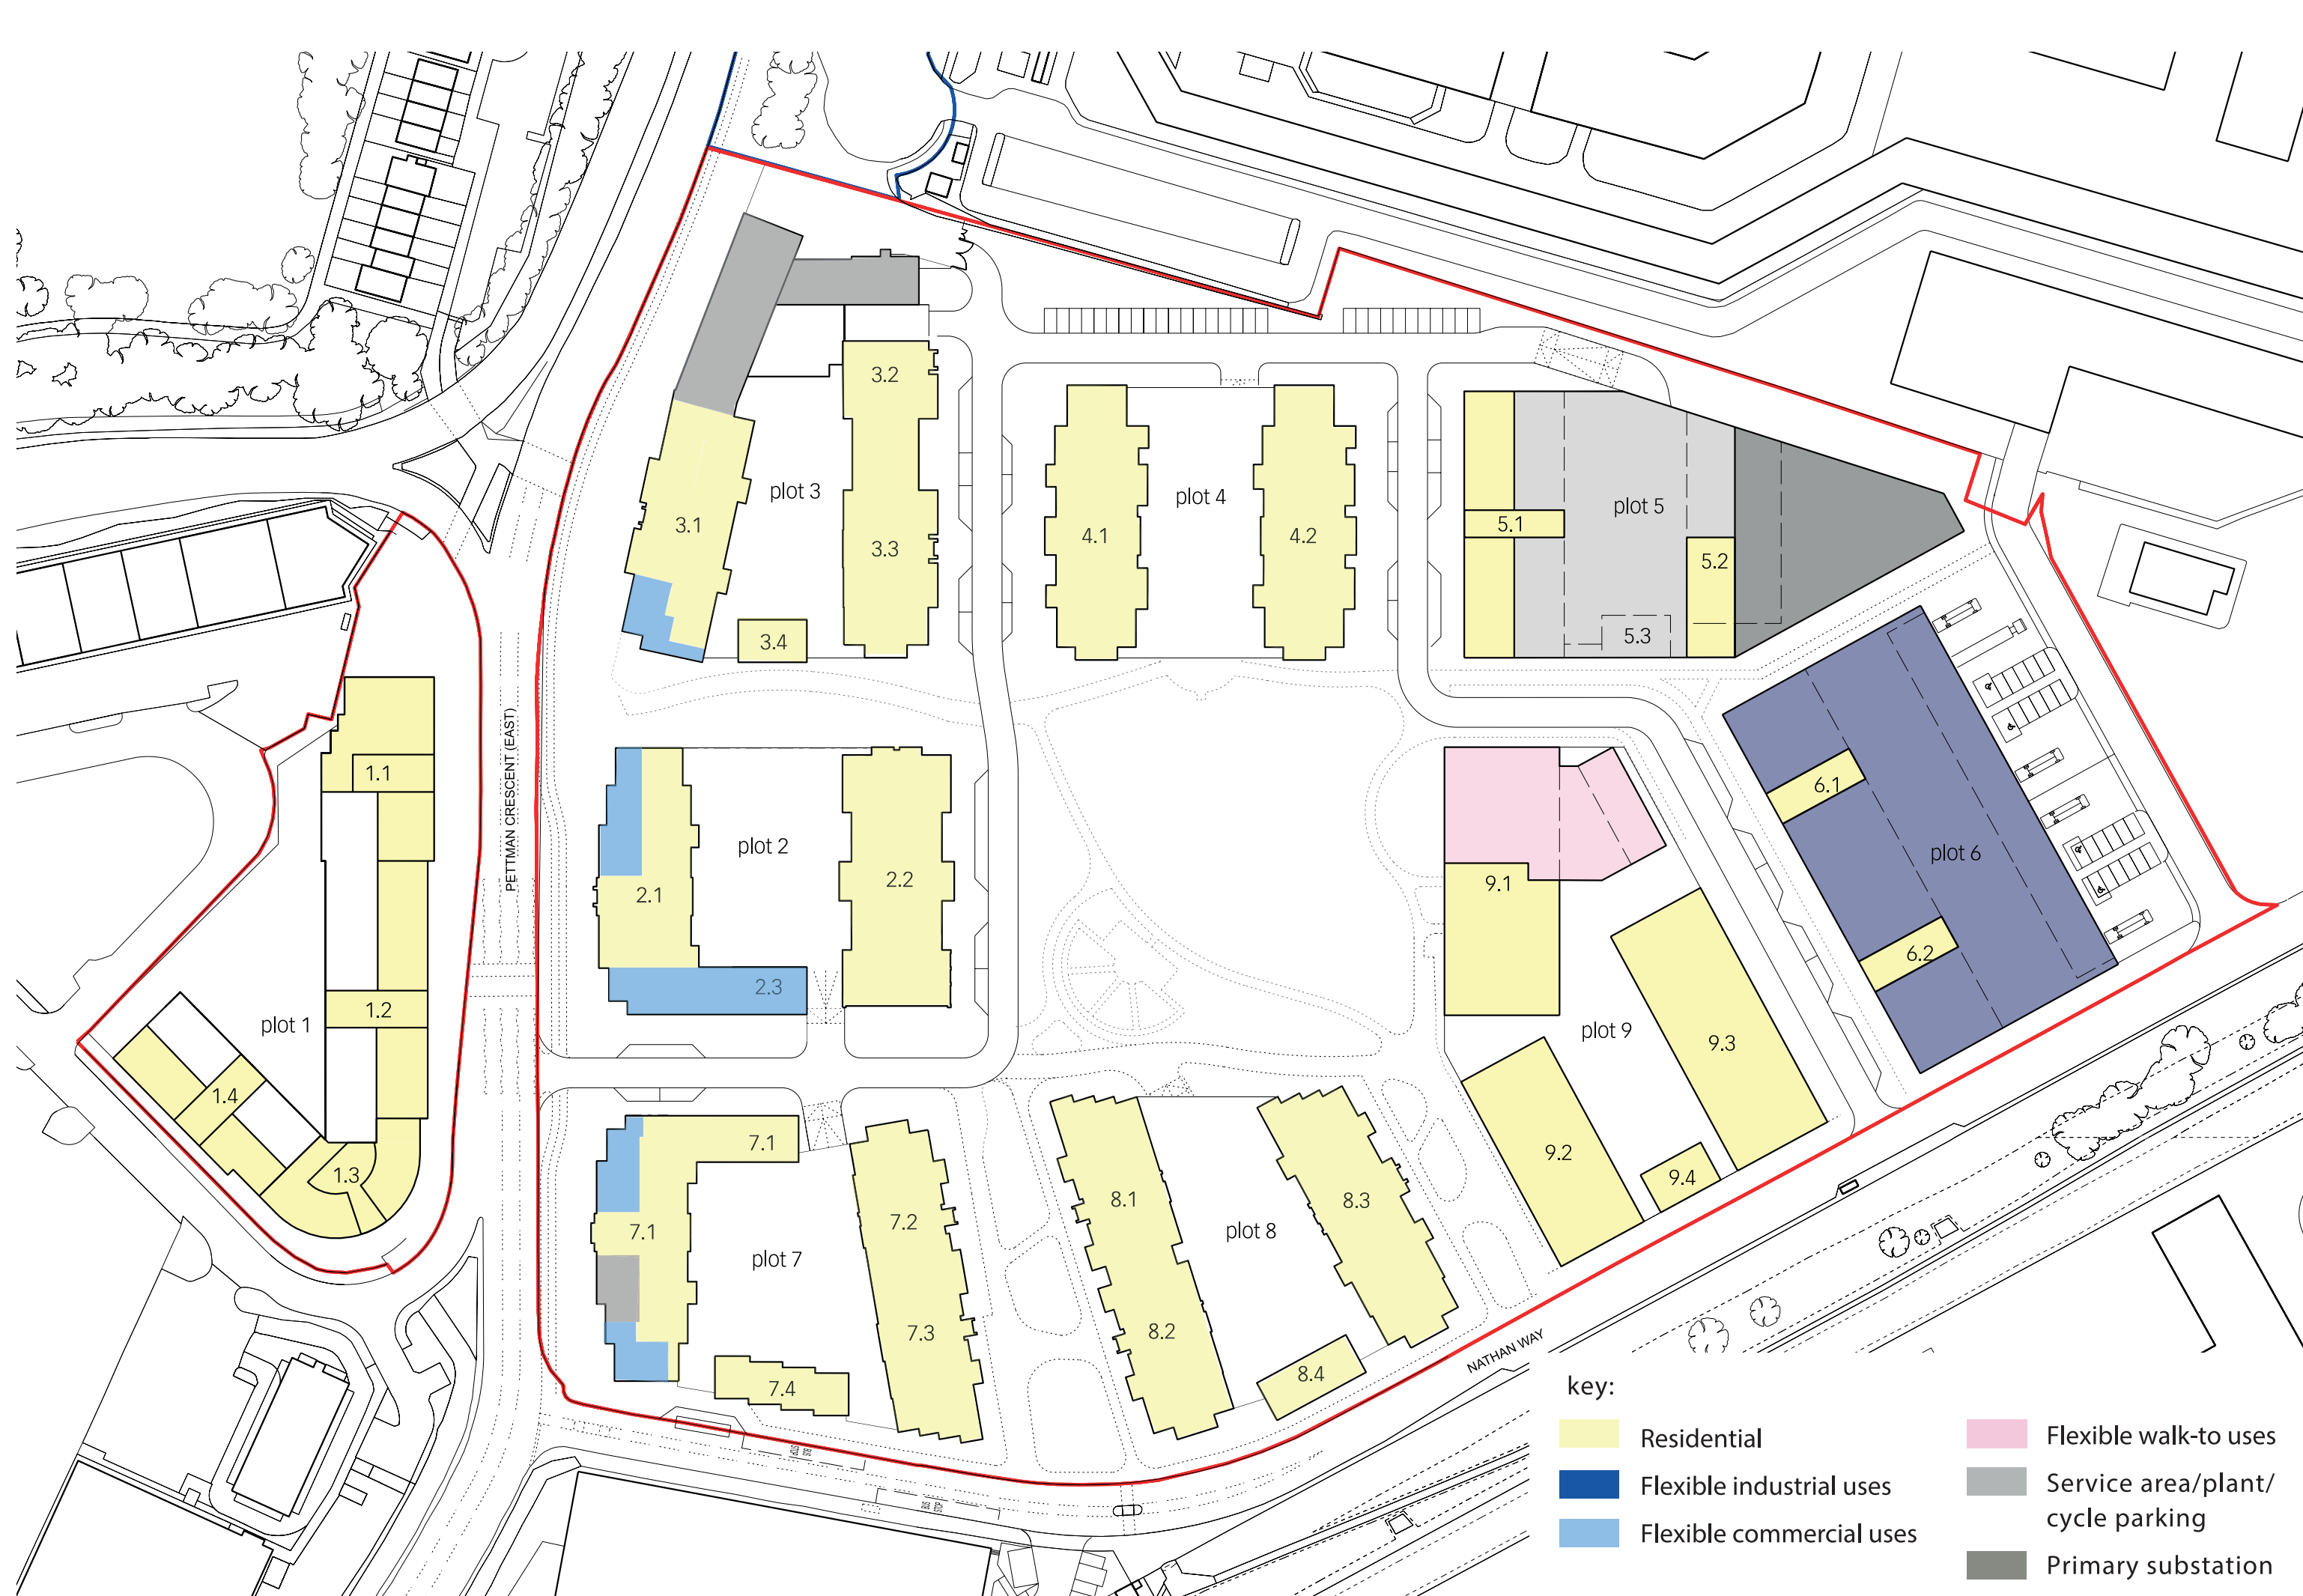 3.2
plot 3
plot 4
plot 5
3.1
3.3
4.1
4.2
5.1
5.2
3.4
5.3
PETTMAN CRESCENT (EAST)
1.1
6.1
plot 2
plot 6
2.1
2.2
9.1
6.2
2.3
1.2
plot 1
plot 9
9.3
1.4
7.1
9.2
1.3
9.4
7.1
7.2
8.1
8.3
plot 7
plot 8
7.3
8.2
7.4
8.4
NATHAN WAY
BUS STOP
BUS STOP
key:
Residential
Flexible industrial uses
Flexible commercial uses
Flexible walk-to uses
Service area/plant/
cycle parking
Primary substation